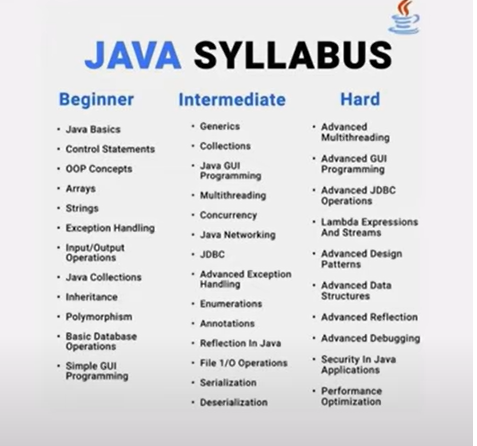 JAVA SYLLABUS
Beginner
• Java Basics
• Control Statements
• OOP Concepts
• Arrays
• Strings
• Exception Handling
• Input/Output
Operations
• Java Collections
• Inheritance
• Polymorphism
• Basic Database
Operations
• Simple GUI
Programming
Intermediate
• Generics
• Collections
• Java GUI
Programming
• Multithreading
• Concurrency
• Java Networking
• JDBC
• Advanced Exception
Handling
• Enumerations
• Annotations
• Reflection In Java
• File 1/O Operations
• Serialization
• Deserialization
Hard
• Advanced
Multithreading
• Advanced GUI
Programming
• Advanced JDBC
Operations
• Lambda Expressions
And Streams
• Advanced Design
Patterns
• Advanced Data
Structures
• Advanced Reflection
• Advanced Debugging
• Security In Java
Applications
• Performance
Optimization